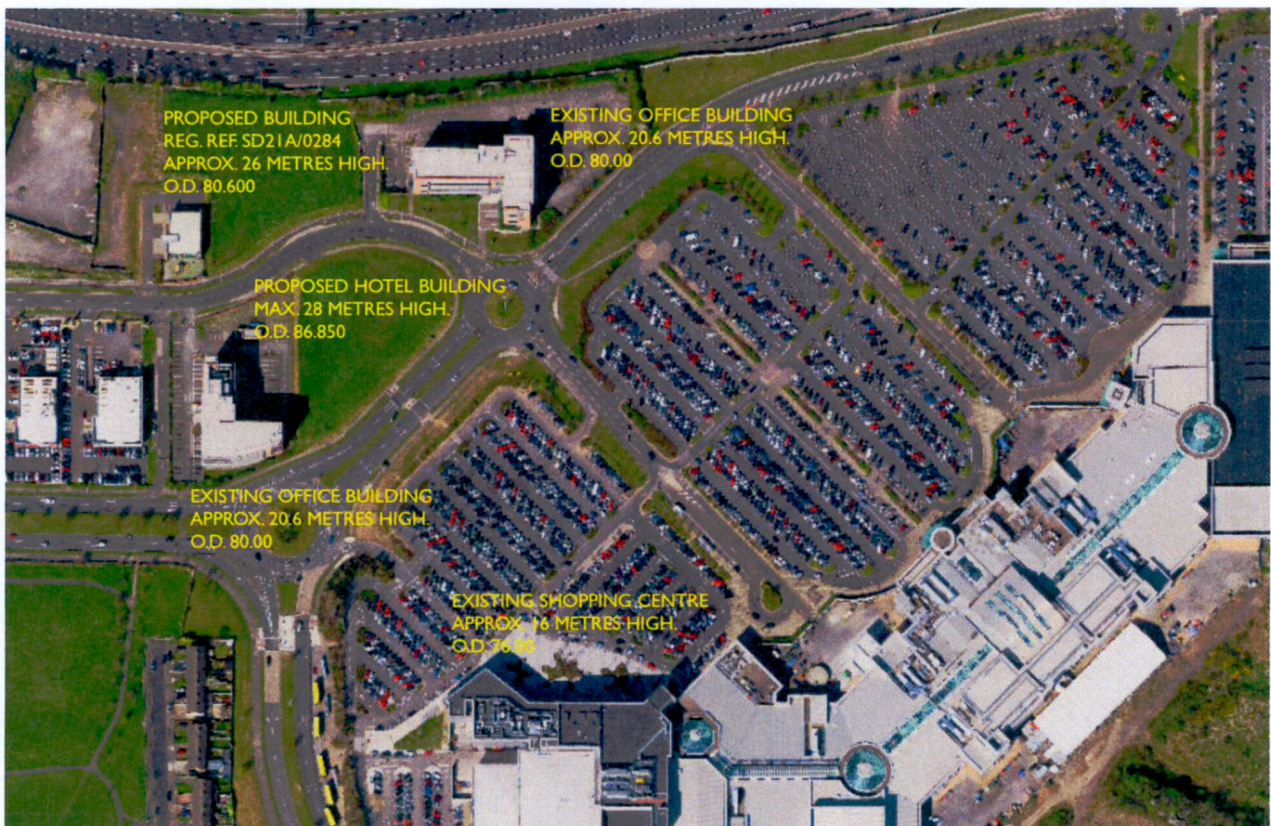 PROPOSED BUILDING
REG. REF. SD21A/0284
APPROX. 26 METRES HIGH.
O.D. 80.600
EXISTING OFFICE BUILDING
APPROX. 20.6 METRES HIGH.
O.D. 80.00
PROPOSED HOTEL BUILDING
MAX. 28 METRES HIGH.
O.D. 86.850
EXISTING OFFICE BUILDING
APPROX. 20.6 METRES HIGH.
O.D. 80.00
EXISTING SHOPPING CENTRE
APPROX. 16 METRES HIGH.
O.D. 76.00